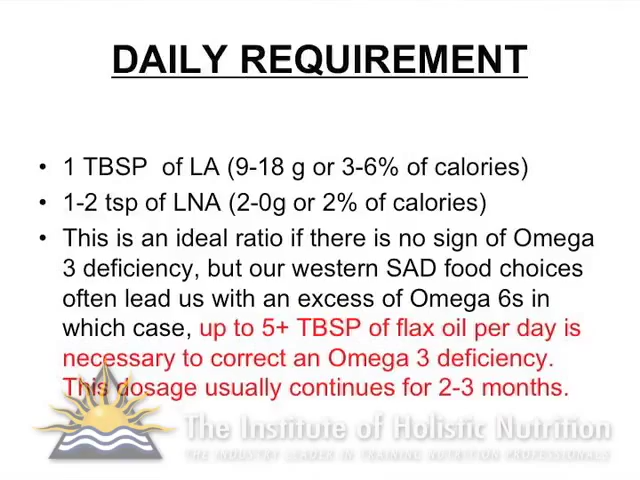 DAILY REQUIREMENT
• 1 TBSP of LA (9-18 g or 3-6% of calories)
• 1-2 tsp of LNA (2-0g or 2% of calories)
• This is an ideal ratio if there is no sign of Omega
3 deficiency, but our western SAD food choices
often lead us with an excess of Omega 6s in
which case, up to 5+ TBSP of flax oil per day is
necessary to correct an Omega 3 deficiency.
This dosage usually continues for 2-3 months.
The Institute of Holistic Nutrition
THE INDUSTRY LEADER IN TRAINING NUTRITION PROFESSIONALS